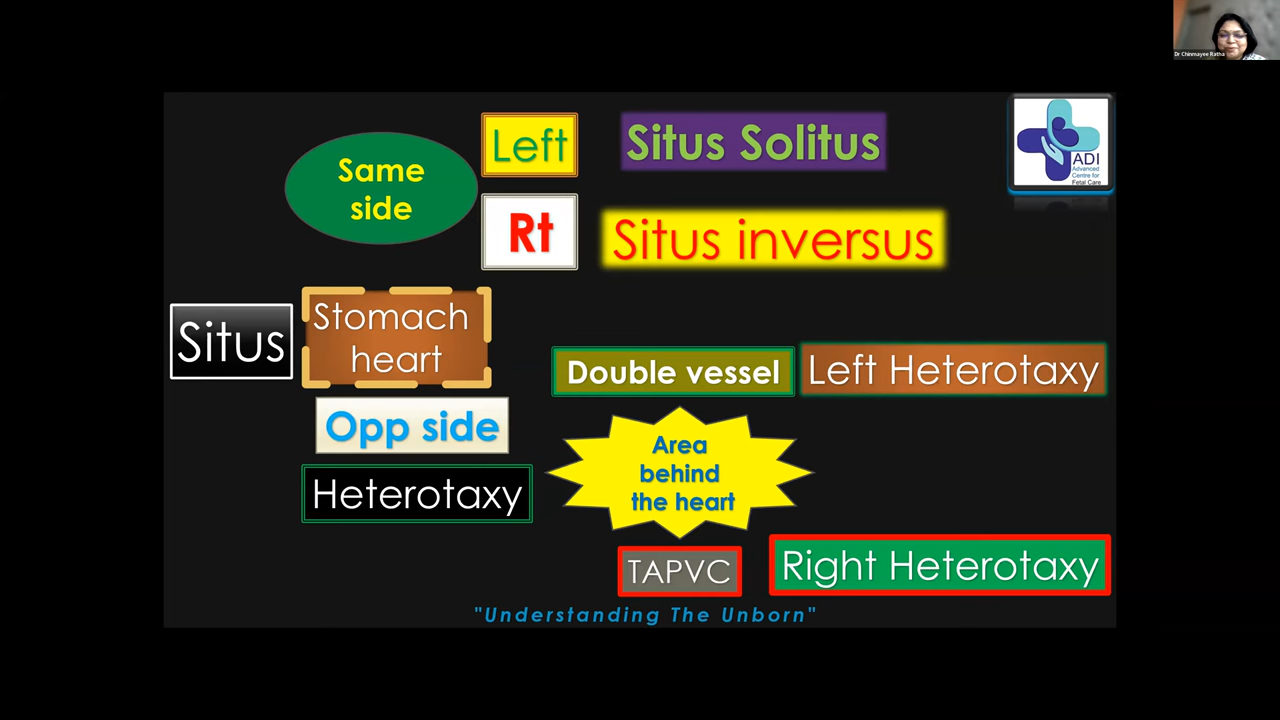 Dr Chinmayee Ratha
Same
side
Left
Situs Solitus
Rt
Situs inversus
ADI
Advanced
Centre for
Fetal Care
Situs
Stomach
heart
Double vessel
Left Heterotaxy
Opp side
Area
behind
the heart
Heterotaxy
TAPVC
Right Heterotaxy
"Understanding The Unborn"